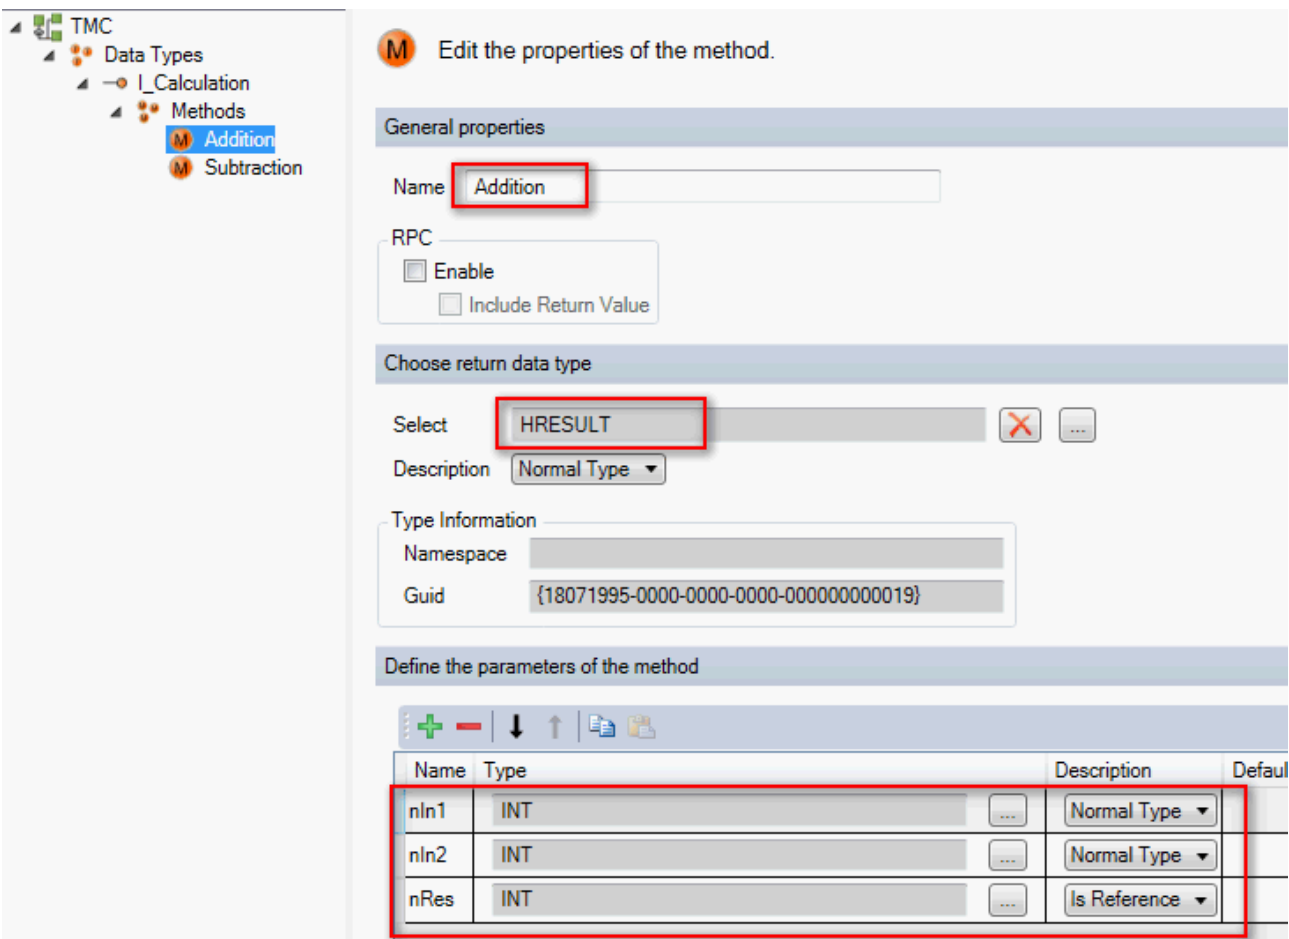 TMC
Data Types
I_Calculation
Methods
M Addition
M Subtraction
M Edit the properties of the method.
General properties
Name Addition
RPC
Enable
Include Return Value
Choose return data type
Select HRESULT ...
Description Normal Type
Type Information
Namespace
Guid {18071995-0000-0000-0000-000000000019}
Define the parameters of the method
Name Type Description Defaul
nIn1 INT ... Normal Type
nIn2 INT ... Normal Type
nRes INT ... Is Reference